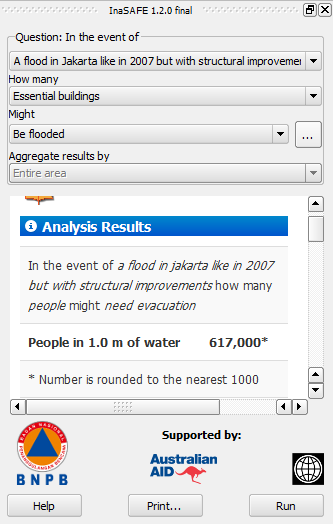 InaSAFE 1.2.0 final
Question: In the event of
A flood in Jakarta like in 2007 but with structural improvemer
How many
Essential buildings
Might
Be flooded
...
Aggregate results by
Entire area
Analysis Results
In the event of a flood in jakarta like in 2007
but with structural improvements how many
people might need evacuation
People in 1.0 m of water 617,000*
* Number is rounded to the nearest 1000
BADAN NASIONAL
PENANGGULANGAN BENCANA
BNPB
Supported by:
Australian
AID
Help
Print...
Run